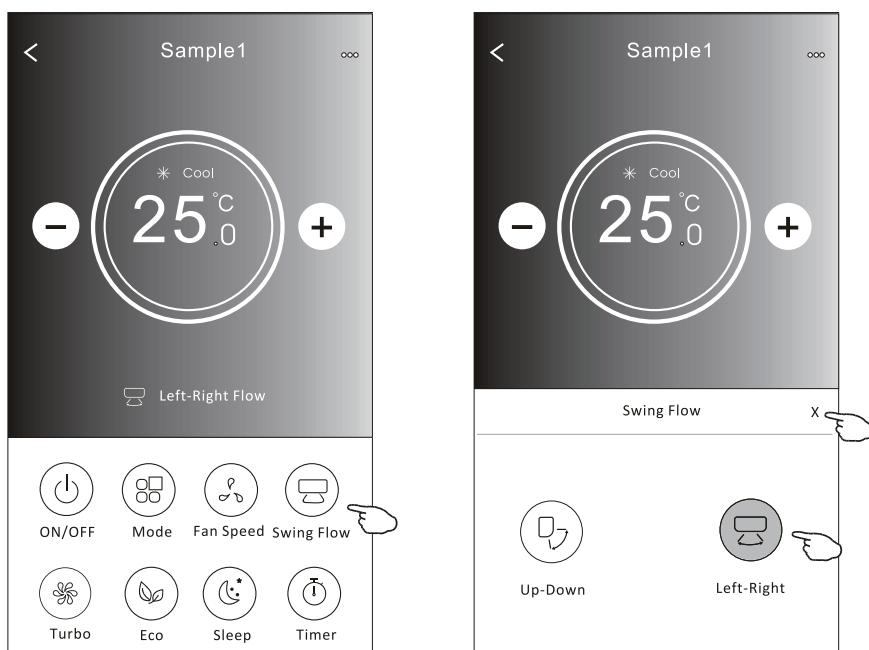 Sample1
Cool
25.0°C
Left-Right Flow
ON/OFF Mode Fan Speed Swing Flow
Turbo Eco Sleep Timer
Sample1
Cool
25.0°C
Swing Flow X
Up-Down Left-Right